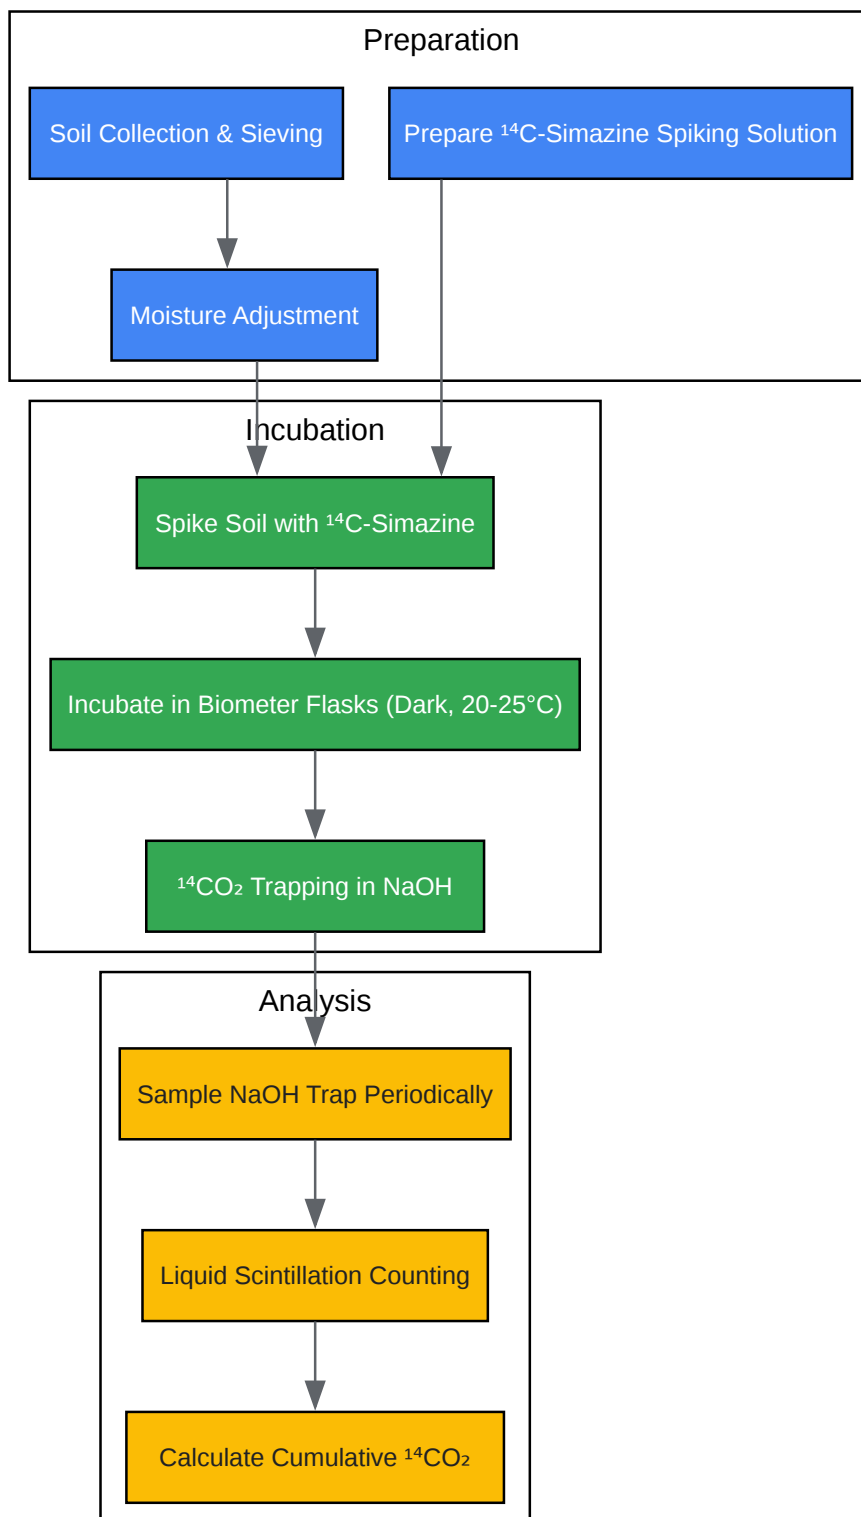 Preparation
Soil Collection & Sieving
Prepare ¹⁴C-Simazine Spiking Solution
Moisture Adjustment
Incubation
Spike Soil with ¹⁴C-Simazine
Incubate in Biometer Flasks (Dark, 20-25°C)
¹⁴CO₂ Trapping in NaOH
Analysis
Sample NaOH Trap Periodically
Liquid Scintillation Counting
Calculate Cumulative ¹⁴CO₂